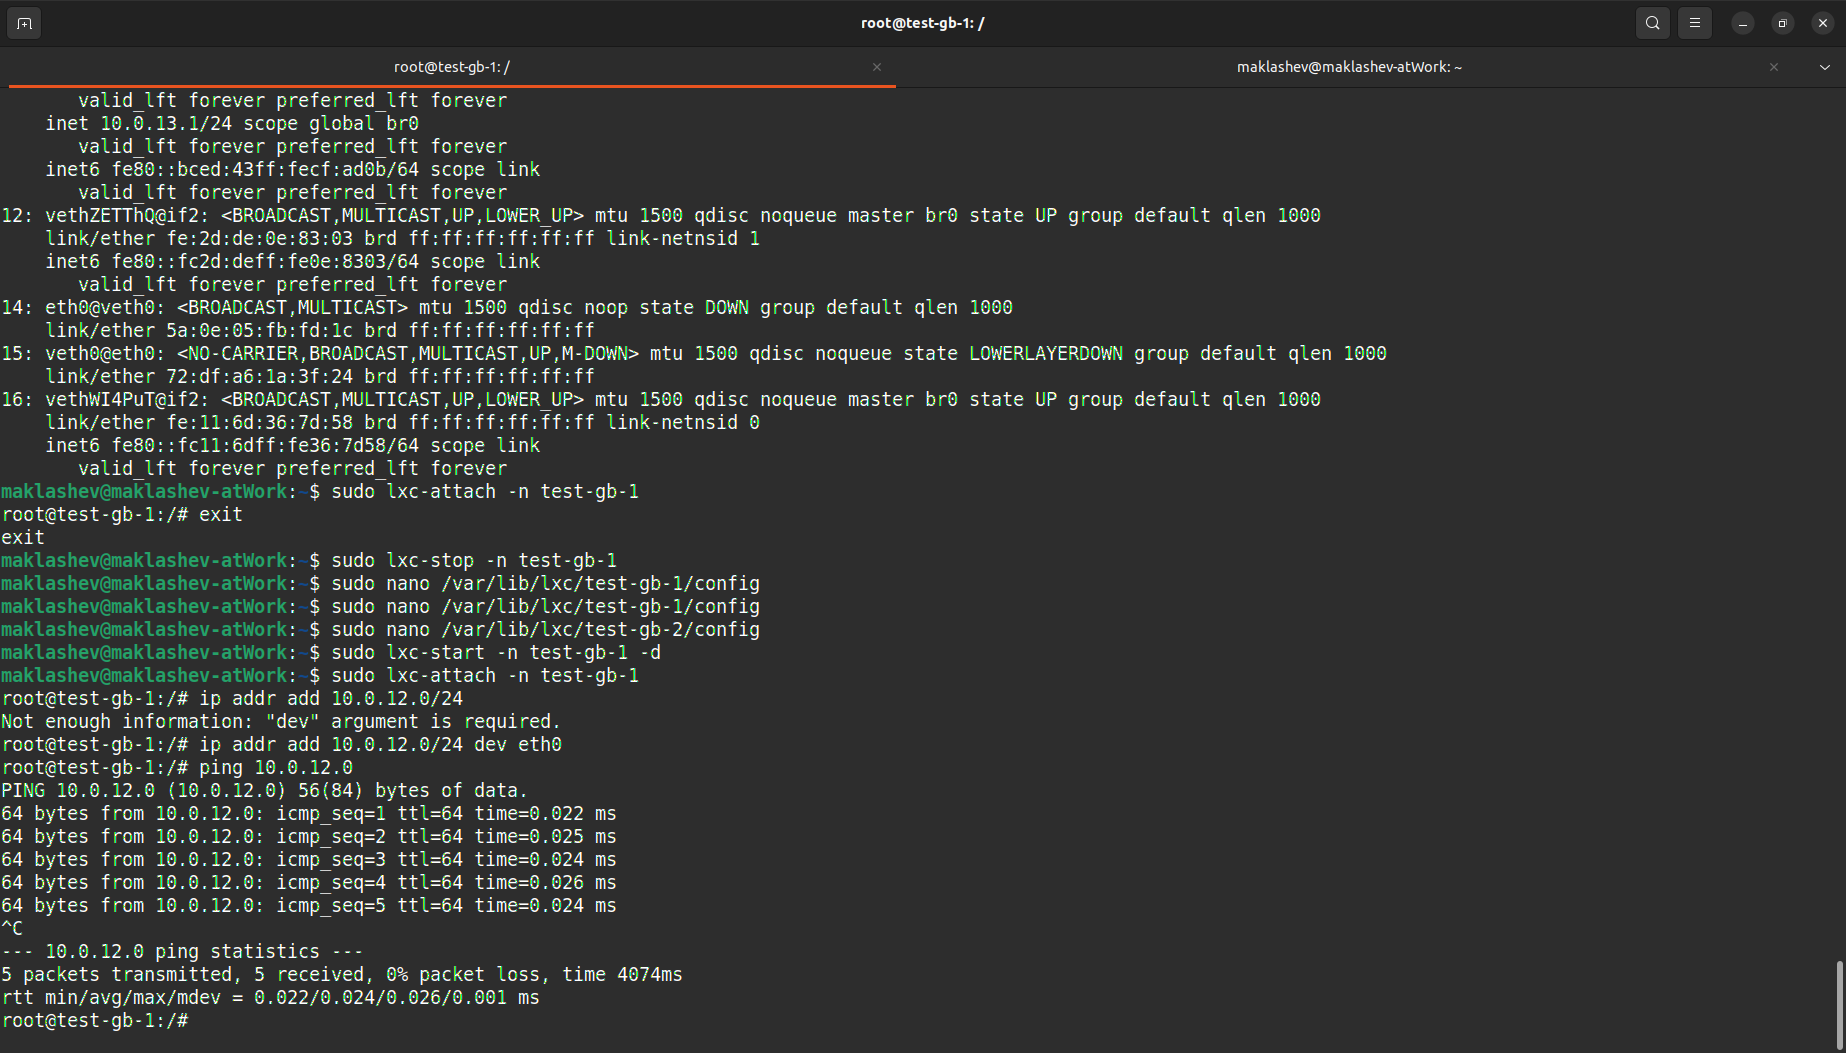 root@test-gb-1: /
root@test-gb-1: /
maklashev@maklashev-atWork: ~
valid_lft forever preferred_lft forever
inet 10.0.13.1/24 scope global br0
valid_lft forever preferred_lft forever
inet6 fe80::bced:43ff:fecf:ad0b/64 scope link
valid_lft forever preferred_lft forever
12: vethZETThQ@if2: <BROADCAST,MULTICAST,UP,LOWER_UP> mtu 1500 qdisc noqueue master br0 state UP group default qlen 1000
link/ether fe:2d:de:0e:83:03 brd ff:ff:ff:ff:ff:ff link-netnsid 1
inet6 fe80::fc2d:deff:fe0e:8303/64 scope link
valid_lft forever preferred_lft forever
14: eth0@veth0: <BROADCAST,MULTICAST> mtu 1500 qdisc noop state DOWN group default qlen 1000
link/ether 5a:0e:05:fb:fd:1c brd ff:ff:ff:ff:ff:ff
15: veth0@eth0: <NO-CARRIER,BROADCAST,MULTICAST,UP,M-DOWN> mtu 1500 qdisc noqueue state LOWERLAYERDOWN group default qlen 1000
link/ether 72:df:a6:1a:3f:24 brd ff:ff:ff:ff:ff:ff
16: vethWI4PuT@if2: <BROADCAST,MULTICAST,UP,LOWER_UP> mtu 1500 qdisc noqueue master br0 state UP group default qlen 1000
link/ether fe:11:6d:36:7d:58 brd ff:ff:ff:ff:ff:ff link-netnsid 0
inet6 fe80::fc11:6dff:fe36:7d58/64 scope link
valid_lft forever preferred_lft forever
maklashev@maklashev-atWork:~$ sudo lxc-attach -n test-gb-1
root@test-gb-1:/# exit
exit
maklashev@maklashev-atWork:~$ sudo lxc-stop -n test-gb-1
maklashev@maklashev-atWork:~$ sudo nano /var/lib/lxc/test-gb-1/config
maklashev@maklashev-atWork:~$ sudo nano /var/lib/lxc/test-gb-1/config
maklashev@maklashev-atWork:~$ sudo nano /var/lib/lxc/test-gb-2/config
maklashev@maklashev-atWork:~$ sudo lxc-start -n test-gb-1 -d
maklashev@maklashev-atWork:~$ sudo lxc-attach -n test-gb-1
root@test-gb-1:/# ip addr add 10.0.12.0/24
Not enough information: "dev" argument is required.
root@test-gb-1:/# ip addr add 10.0.12.0/24 dev eth0
root@test-gb-1:/# ping 10.0.12.0
PING 10.0.12.0 (10.0.12.0) 56(84) bytes of data.
64 bytes from 10.0.12.0: icmp_seq=1 ttl=64 time=0.022 ms
64 bytes from 10.0.12.0: icmp_seq=2 ttl=64 time=0.025 ms
64 bytes from 10.0.12.0: icmp_seq=3 ttl=64 time=0.024 ms
64 bytes from 10.0.12.0: icmp_seq=4 ttl=64 time=0.026 ms
64 bytes from 10.0.12.0: icmp_seq=5 ttl=64 time=0.024 ms
^C
--- 10.0.12.0 ping statistics ---
5 packets transmitted, 5 received, 0% packet loss, time 4074ms
rtt min/avg/max/mdev = 0.022/0.024/0.026/0.001 ms
root@test-gb-1:/#